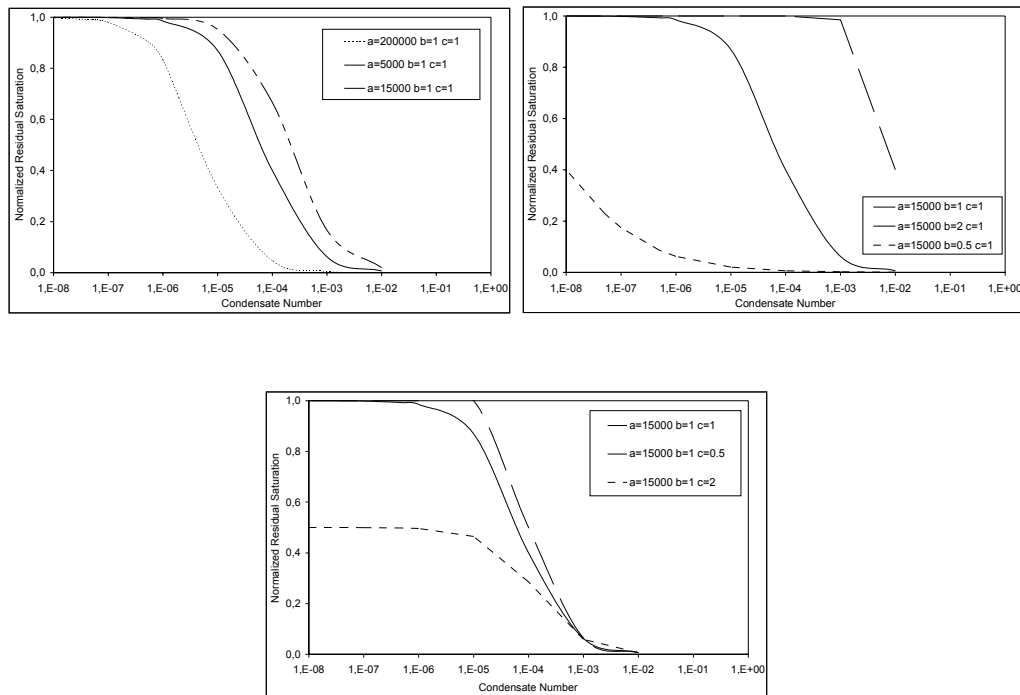 Normalized Residual Saturation
1,0
0,8
0,6
0,4
0,2
0,0
a=200000 b=1 c=1
a=5000 b=1 c=1
a=15000 b=1 c=1
1,E-08 1,E-07 1,E-06 1,E-05 1,E-04 1,E-03 1,E-02 1,E-01 1,E+00
Condensate Number
Normalized Residual Saturation
1,0
0,8
0,6
0,4
0,2
0,0
a=15000 b=1 c=1
a=15000 b=2 c=1
a=15000 b=0.5 c=1
1,E-08 1,E-07 1,E-06 1,E-05 1,E-04 1,E-03 1,E-02 1,E-01 1,E+00
Condensate Number
Normalized Residual Saturation
1,0
0,8
0,6
0,4
0,2
0,0
a=15000 b=1 c=1
a=15000 b=1 c=0.5
a=15000 b=1 c=2
1,E-08 1,E-07 1,E-06 1,E-05 1,E-04 1,E-03 1,E-02 1,E-01 1,E+00
Condensate Number